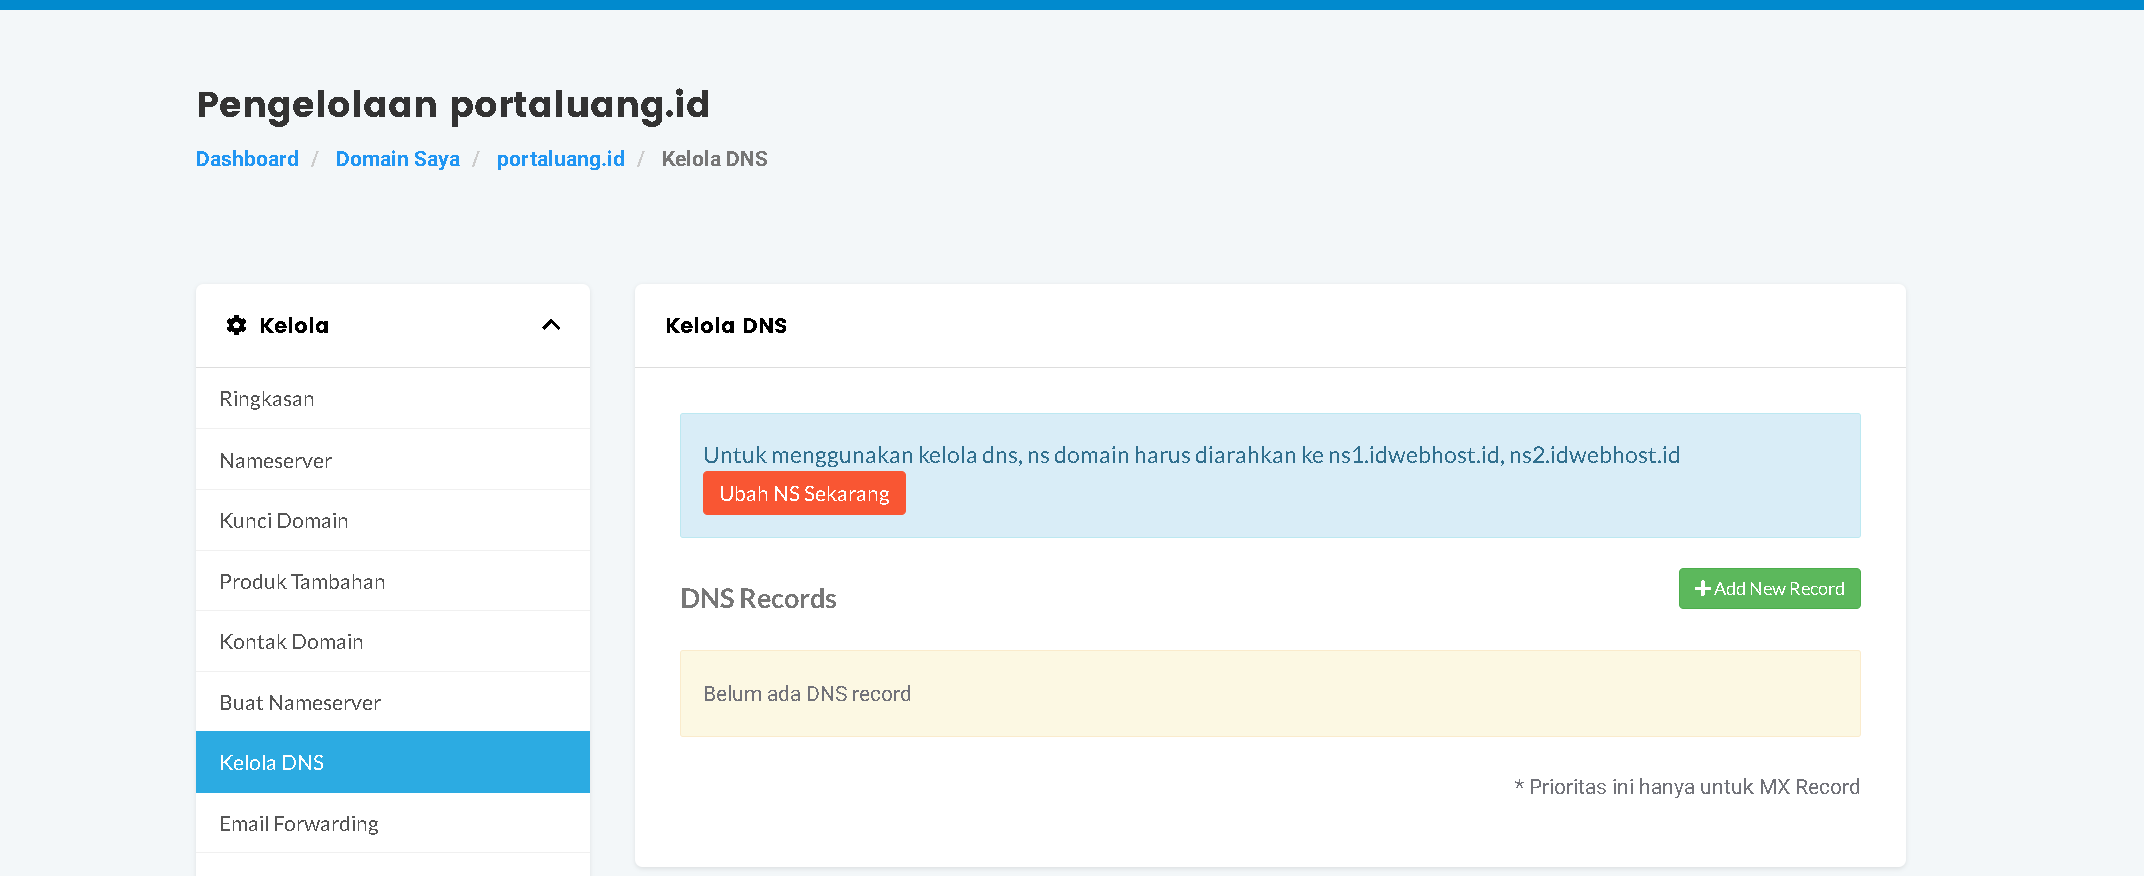 Pengelolaan portaluang.id
Dashboard / Domain Saya / portaluang.id / Kelola DNS
Kelola
Ringkasan
Nameserver
Kunci Domain
Produk Tambahan
Kontak Domain
Buat Nameserver
Kelola DNS
Email Forwarding
Kelola DNS
Untuk menggunakan kelola dns, ns domain harus diarahkan ke ns1.idwebhost.id, ns2.idwebhost.id
Ubah NS Sekarang
DNS Records
Add New Record
Belum ada DNS record
* Prioritas ini hanya untuk MX Record